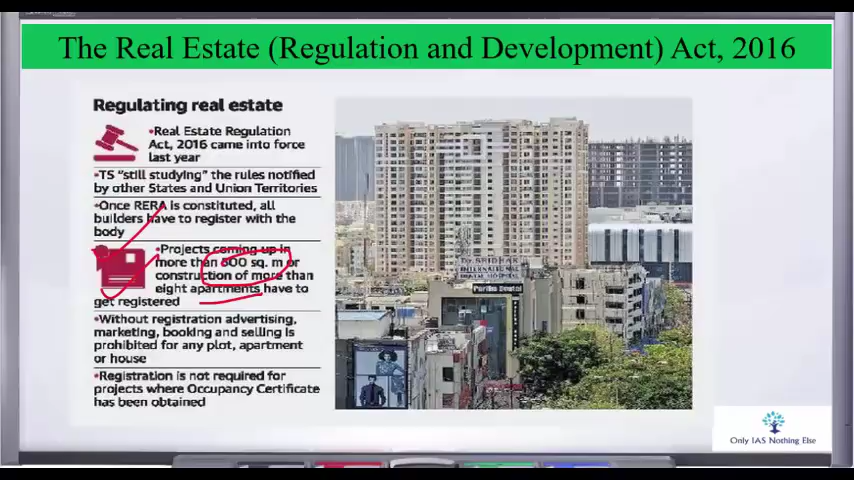 The Real Estate (Regulation and Development) Act, 2016
Regulating real estate
•Real Estate Regulation
Act, 2016 came into force
last year
•TS “still studying” the rules notified
by other States and Union Territories
•Once RERA is constituted, all
builders have to register with the
body
•Projects coming up in
more than 800 sq. m or
construction of more than
eight apartments have to
get registered
•Without registration advertising,
marketing, booking and selling is
prohibited for any plot, apartment
or house
•Registration is not required for
projects where Occupancy Certificate
has been obtained
Partha Dental
Only IAS Nothing Else